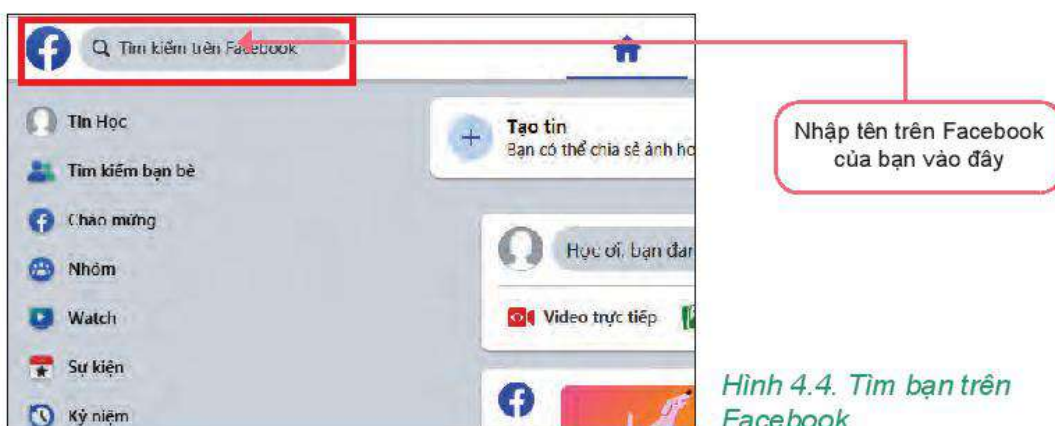 Tìm kiếm trên Facebook
Tin Học
Tìm kiếm bạn bè
Chào mừng
Nhóm
Watch
Sự kiện
Kỷ niệm
Tạo tin
Bạn có thể chia sẻ ảnh ho
Học ơi, bạn đan
Video trực tiếp
Nhập tên trên Facebook
của bạn vào đây
Hình 4.4. Tìm bạn trên
Facebook